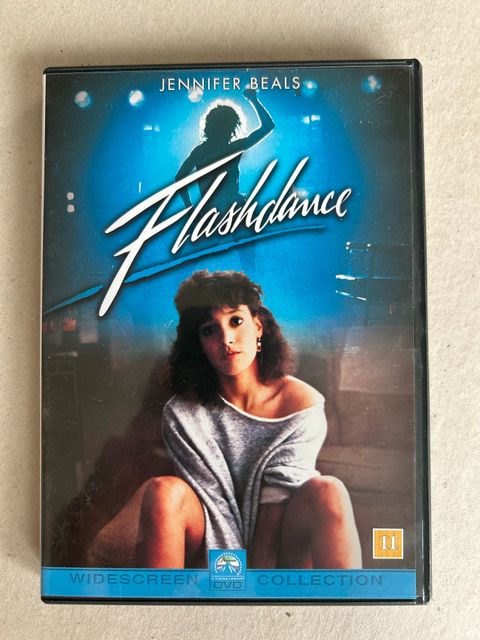 JENNIFER BEALS
Flashdance
11
WIDESCREEN DVD COLLECTION